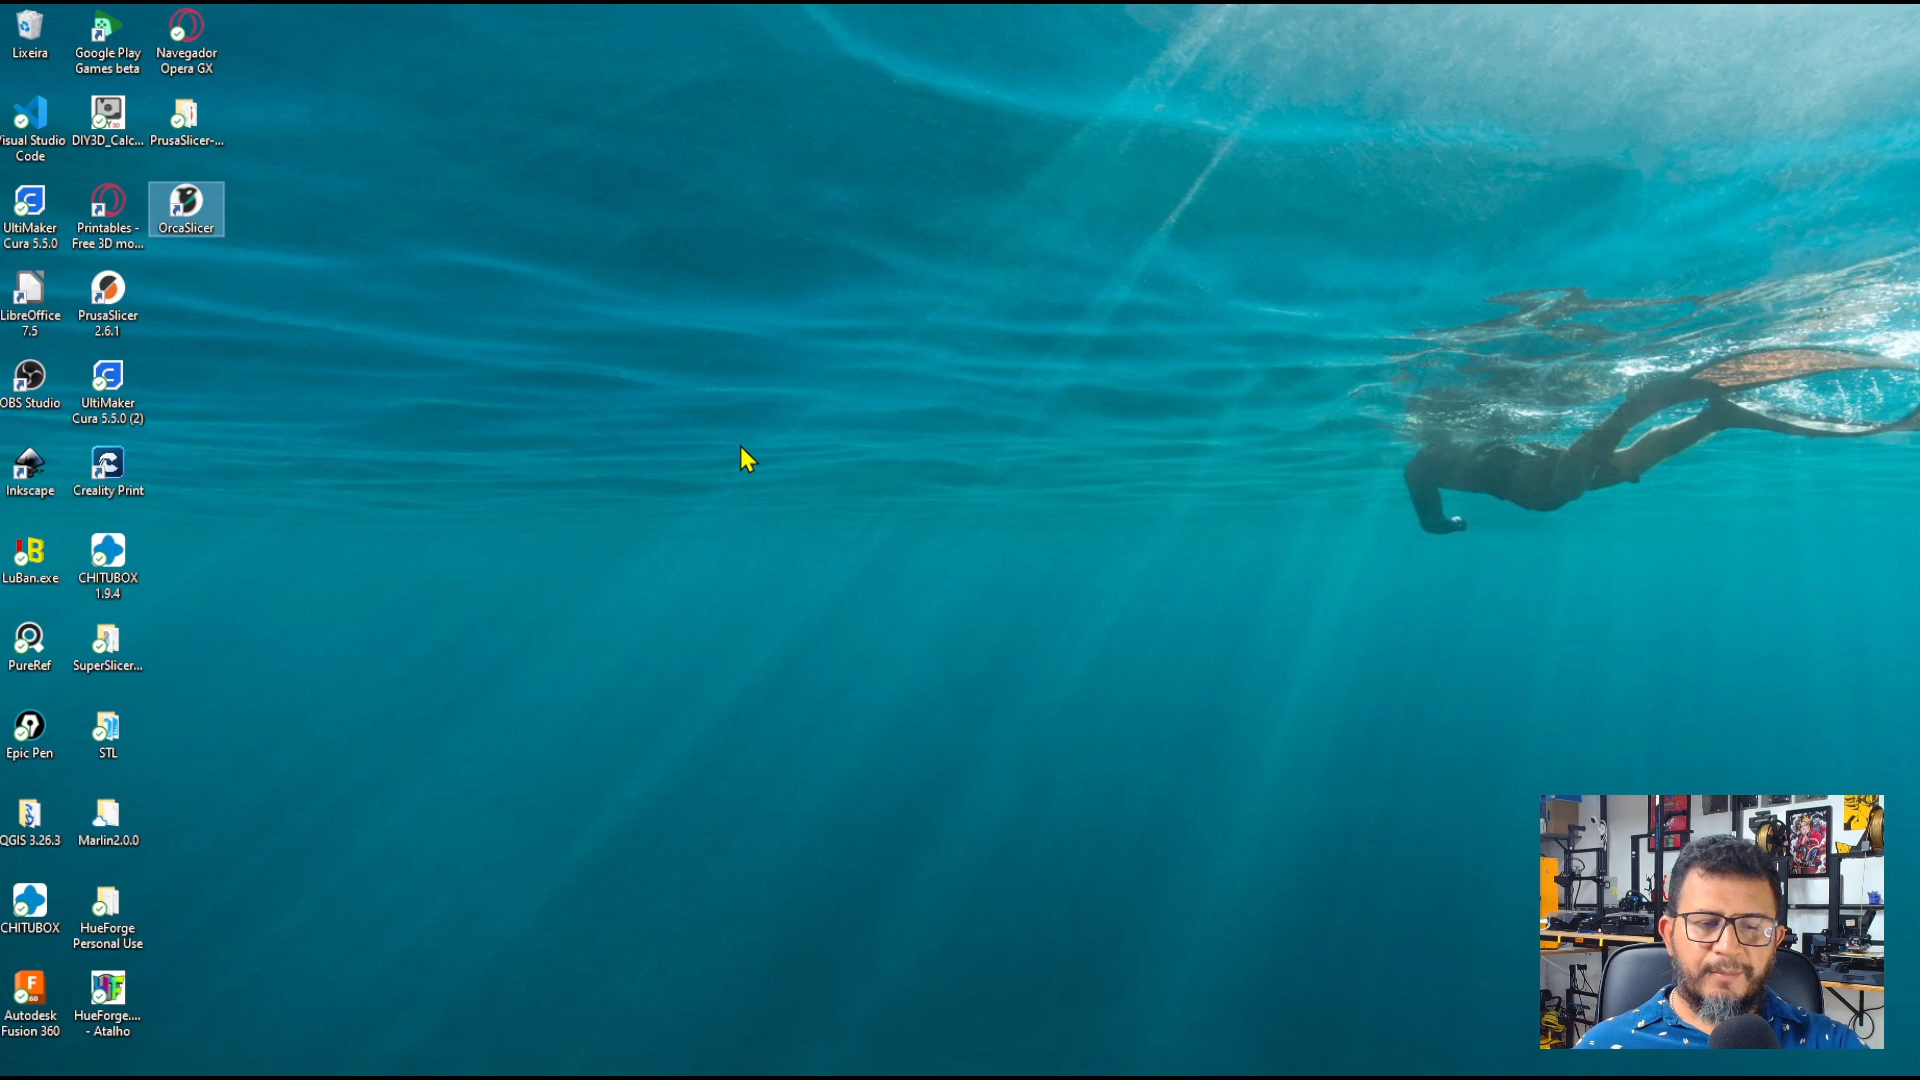 Lixeira
Google Play
Games beta
Navegador
Opera GX
Visual Studio
Code
DIY3D_Calc...
PrusaSlicer-...
UltiMaker
Cura 5.5.0
Printables -
Free 3D mo...
OrcaSlicer
LibreOffice
7.5
PrusaSlicer
2.6.1
OBS Studio
UltiMaker
Cura 5.5.0 (2)
Inkscape
Creality Print
LuBan.exe
CHITUBOX
1.9.4
PureRef
SuperSlicer...
Epic Pen
STL
QGIS 3.26.3
Marlin2.0.0
CHITUBOX
HueForge
Personal Use
Autodesk
Fusion 360
HueForge....
- Atalho